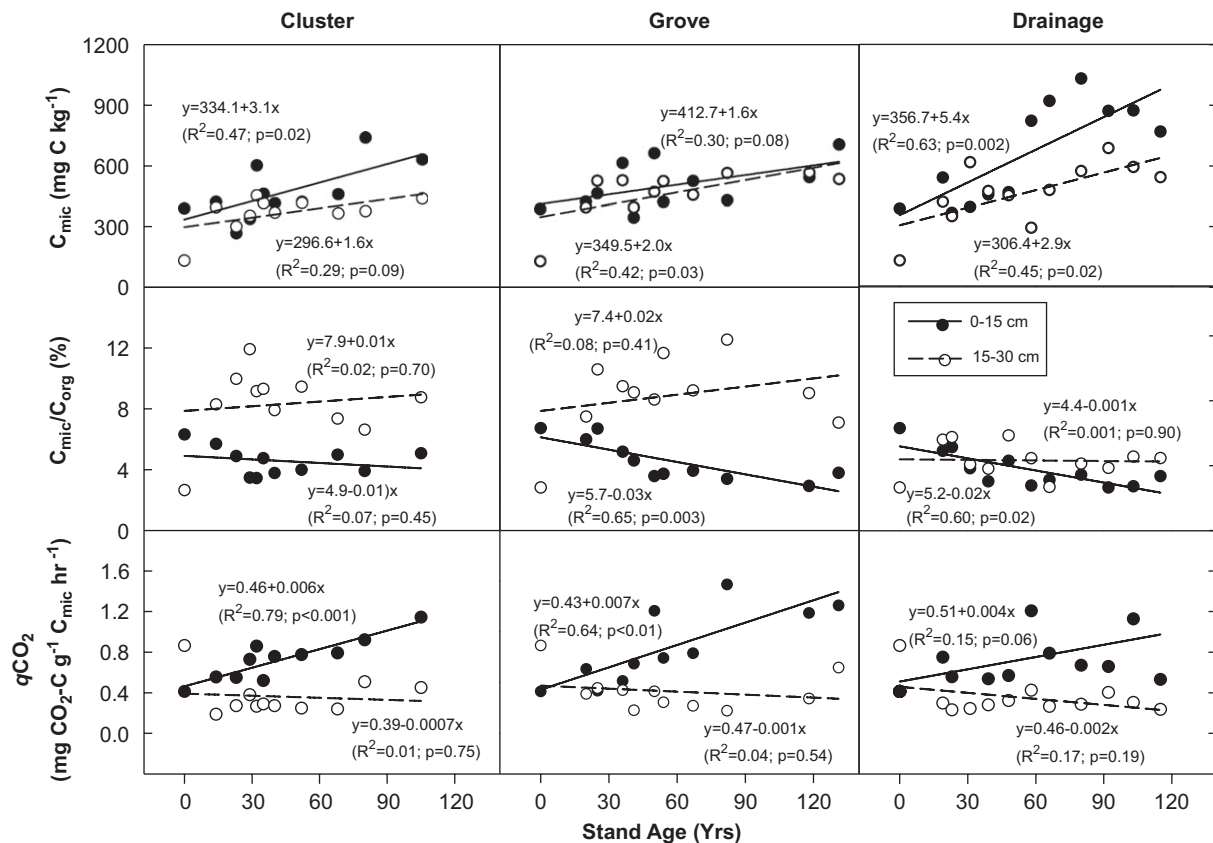 Cluster Grove Drainage
C_mic (mg C kg⁻¹)
1200
900
600
300
0
y=334.1+3.1x
(R²=0.47; p=0.02)
y=296.6+1.6x
(R²=0.29; p=0.09)
y=412.7+1.6x
(R²=0.30; p=0.08)
y=349.5+2.0x
(R²=0.42; p=0.03)
y=356.7+5.4x
(R²=0.63; p=0.002)
y=306.4+2.9x
(R²=0.45; p=0.02)
C_mic/C_org (%)
12
8
4
0
y=7.9+0.01x
(R²=0.02; p=0.70)
y=4.9-0.01)x
(R²=0.07; p=0.45)
y=7.4+0.02x
(R²=0.08; p=0.41)
y=5.7-0.03x
(R²=0.65; p=0.003)
0-15 cm
15-30 cm
y=4.4-0.001x
(R²=0.001; p=0.90)
y=5.2-0.02x
(R²=0.60; p=0.02)
qCO₂
(mg CO₂-C g⁻¹ C_mic hr⁻¹)
1.6
1.2
0.8
0.4
0.0
y=0.46+0.006x
(R²=0.79; p<0.001)
y=0.39-0.0007x
(R²=0.01; p=0.75)
y=0.43+0.007x
(R²=0.64; p<0.01)
y=0.47-0.001x
(R²=0.04; p=0.54)
y=0.51+0.004x
(R²=0.15; p=0.06)
y=0.46-0.002x
(R²=0.17; p=0.19)
0 30 60 90 120 0 30 60 90 120 0 30 60 90 120
Stand Age (Yrs)